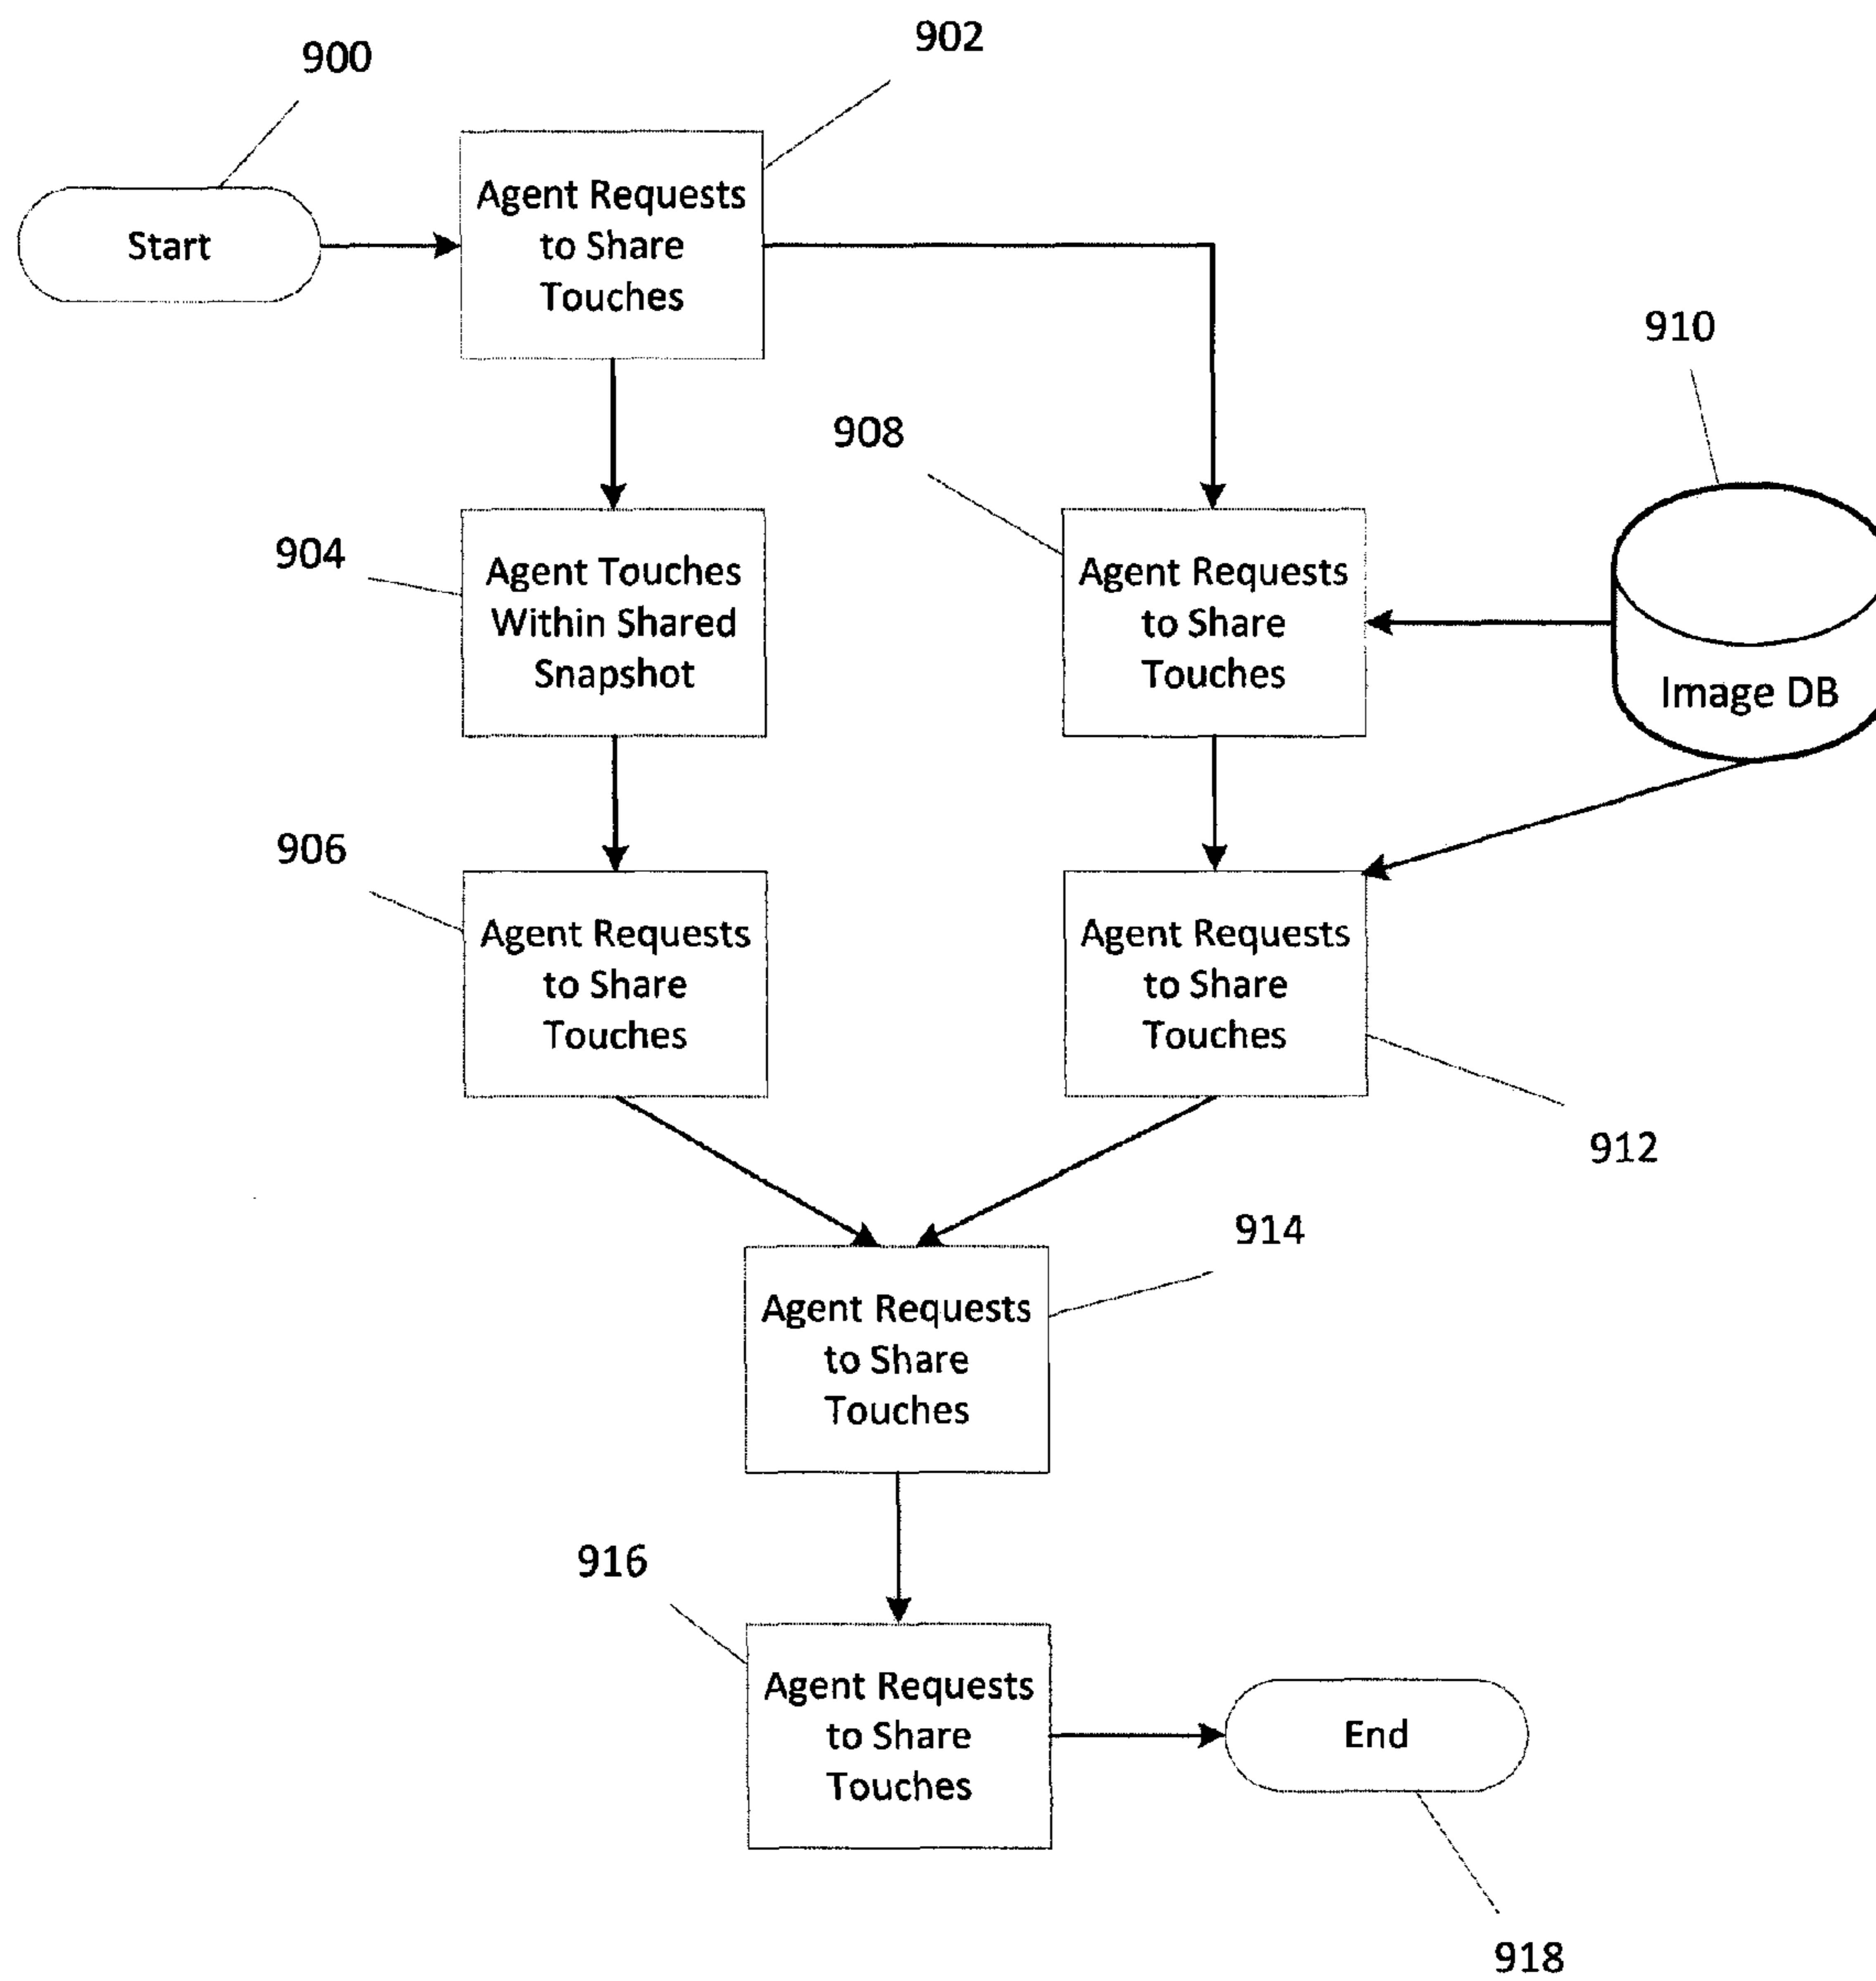 900
902
Start
Agent Requests
to Share
Touches
910
908
904
Agent Touches
Within Shared
Snapshot
Agent Requests
to Share
Touches
Image DB
906
Agent Requests
to Share
Touches
Agent Requests
to Share
Touches
912
914
Agent Requests
to Share
Touches
916
Agent Requests
to Share
Touches
End
918